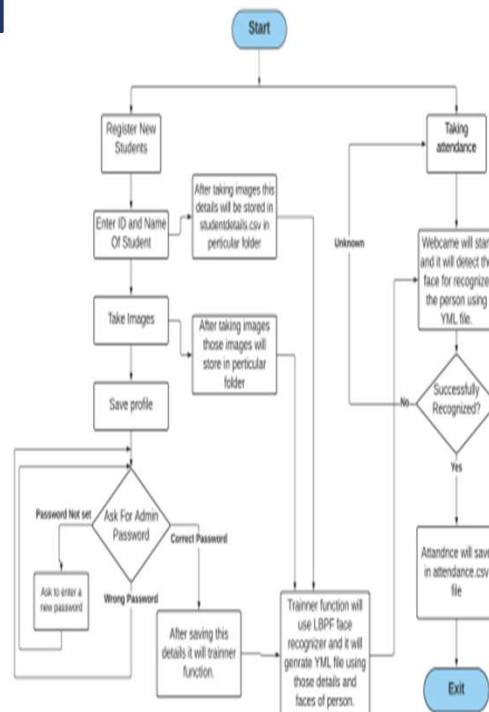 Start
Register New
Students
Taking
attendance
Enter ID and Name
Of Student
After taking images this
details will be stored in
studentdetails.csv in
perticular folder
Unknown
Webcame will star
and it will detect the
face for recognize
the person using
YML file.
Take Images
After taking images
those images will
store in perticular
folder
Save profile
Successfully
Recognized?
No
Yes
Password Not set
Ask For Admin
Password
Correct Password
Ask to enter a
new password
Wrong Password
After saving this
details it will trainner
function.
Trainner function will
use LBPF face
recognizer and it will
genrate YML file using
those details and
faces of person.
Attandnce will save
in attendance.csv
file
Exit